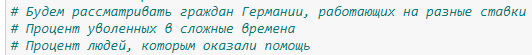 # Будем рассматривать граждан Германии, работающих на разные ставки
# Процент уволенных в сложные времена
# Процент людей, которым оказали помощь